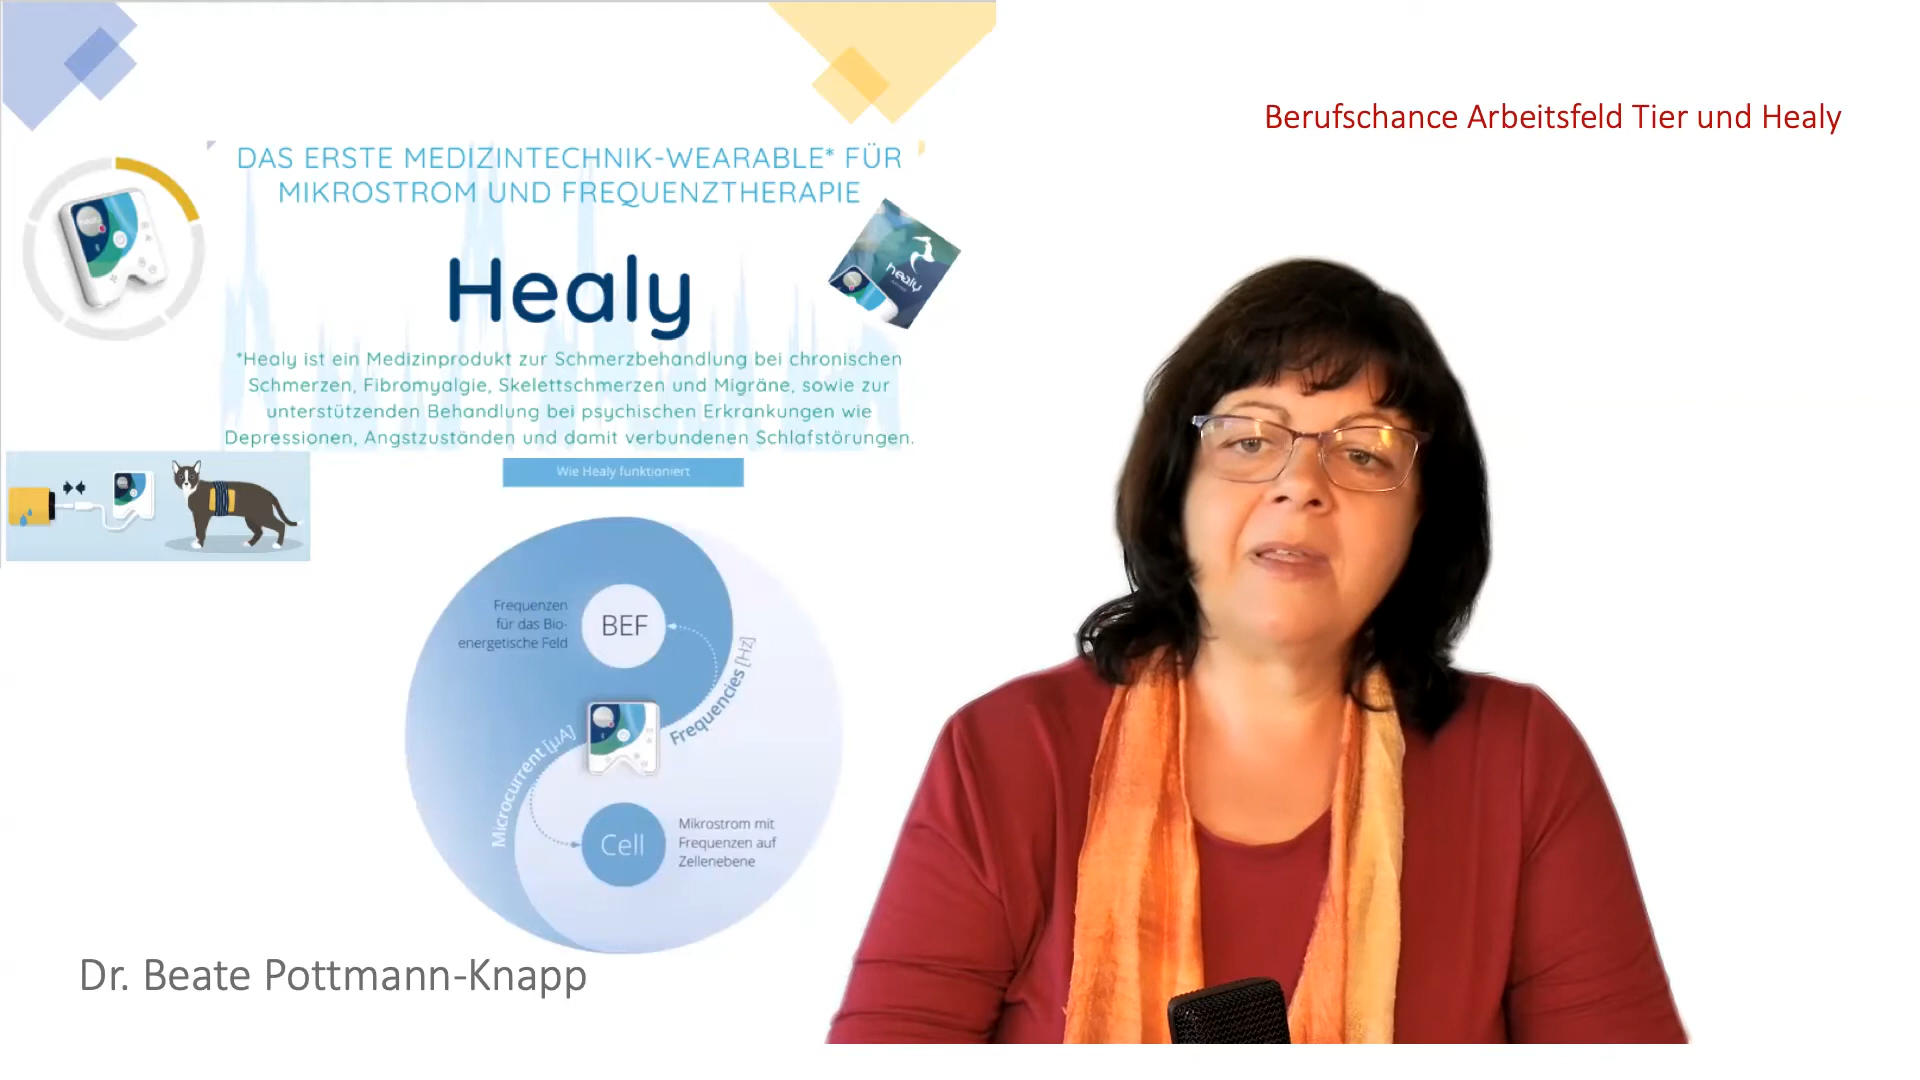 Berufschance Arbeitsfeld Tier und Healy
DAS ERSTE MEDIZINTECHNIK-WEARABLE* FÜR
MIKROSTROM UND FREQUENZTHERAPIE
Healy
healy
*Healy ist ein Medizinprodukt zur Schmerzbehandlung bei chronischen
Schmerzen, Fibromyalgie, Skelettschmerzen und Migräne, sowie zur
unterstützenden Behandlung bei psychischen Erkrankungen wie
Depressionen, Angstzuständen und damit verbundenen Schlafstörungen.
Wie Healy funktioniert
Frequenzen
für das Bio-
energetische Feld
BEF
Frequencies [Hz]
Microcurrent [µA]
Cell
Mikrostrom mit
Frequenzen auf
Zellenebene
Dr. Beate Pottmann-Knapp